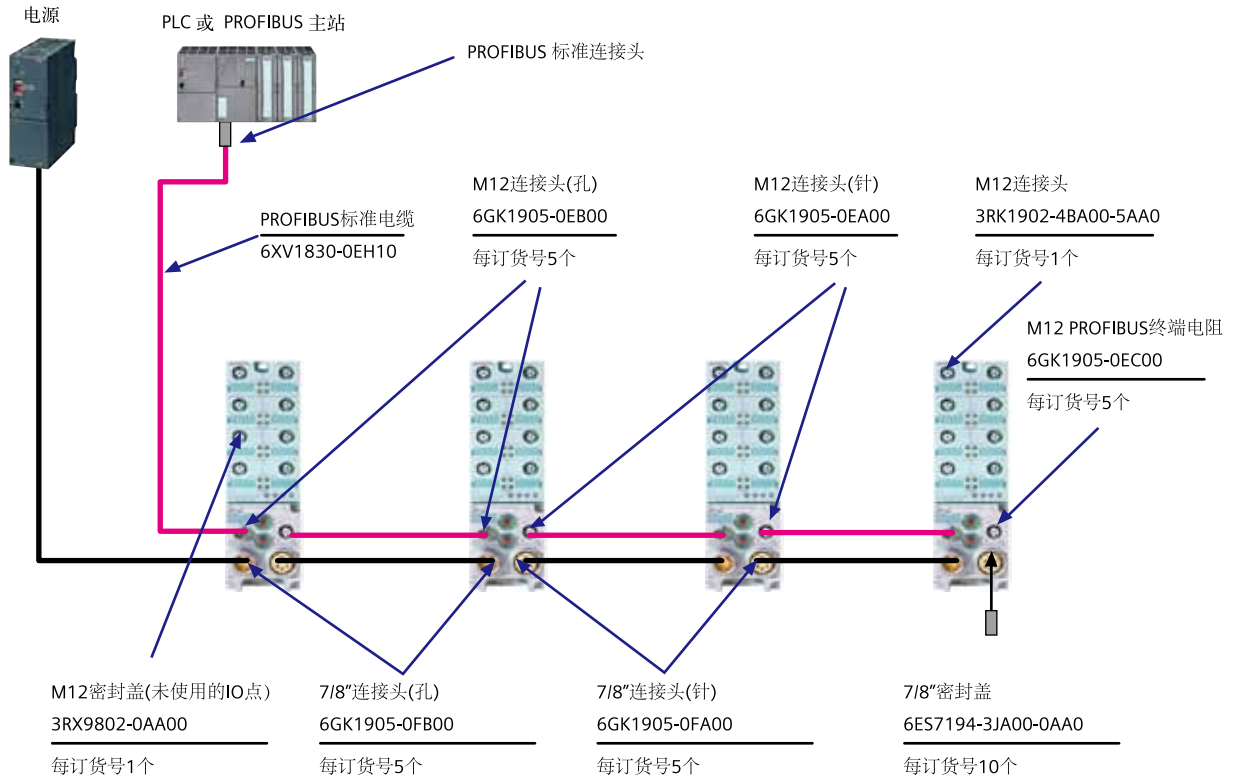 电源
PLC 或 PROFIBUS 主站
PROFIBUS 标准连接头
PROFIBUS标准电缆
6XV1830-0EH10
M12连接头(孔)
6GK1905-0EB00
每订货号5个
M12连接头(针)
6GK1905-0EA00
每订货号5个
M12连接头
3RK1902-4BA00-5AA0
每订货号1个
M12 PROFIBUS终端电阻
6GK1905-0EC00
每订货号5个
M12密封盖(未使用的IO点)
3RX9802-0AA00
每订货号1个
7/8”连接头(孔)
6GK1905-0FB00
每订货号5个
7/8”连接头(针)
6GK1905-0FA00
每订货号5个
7/8”密封盖
6ES7194-3JA00-0AA0
每订货号10个